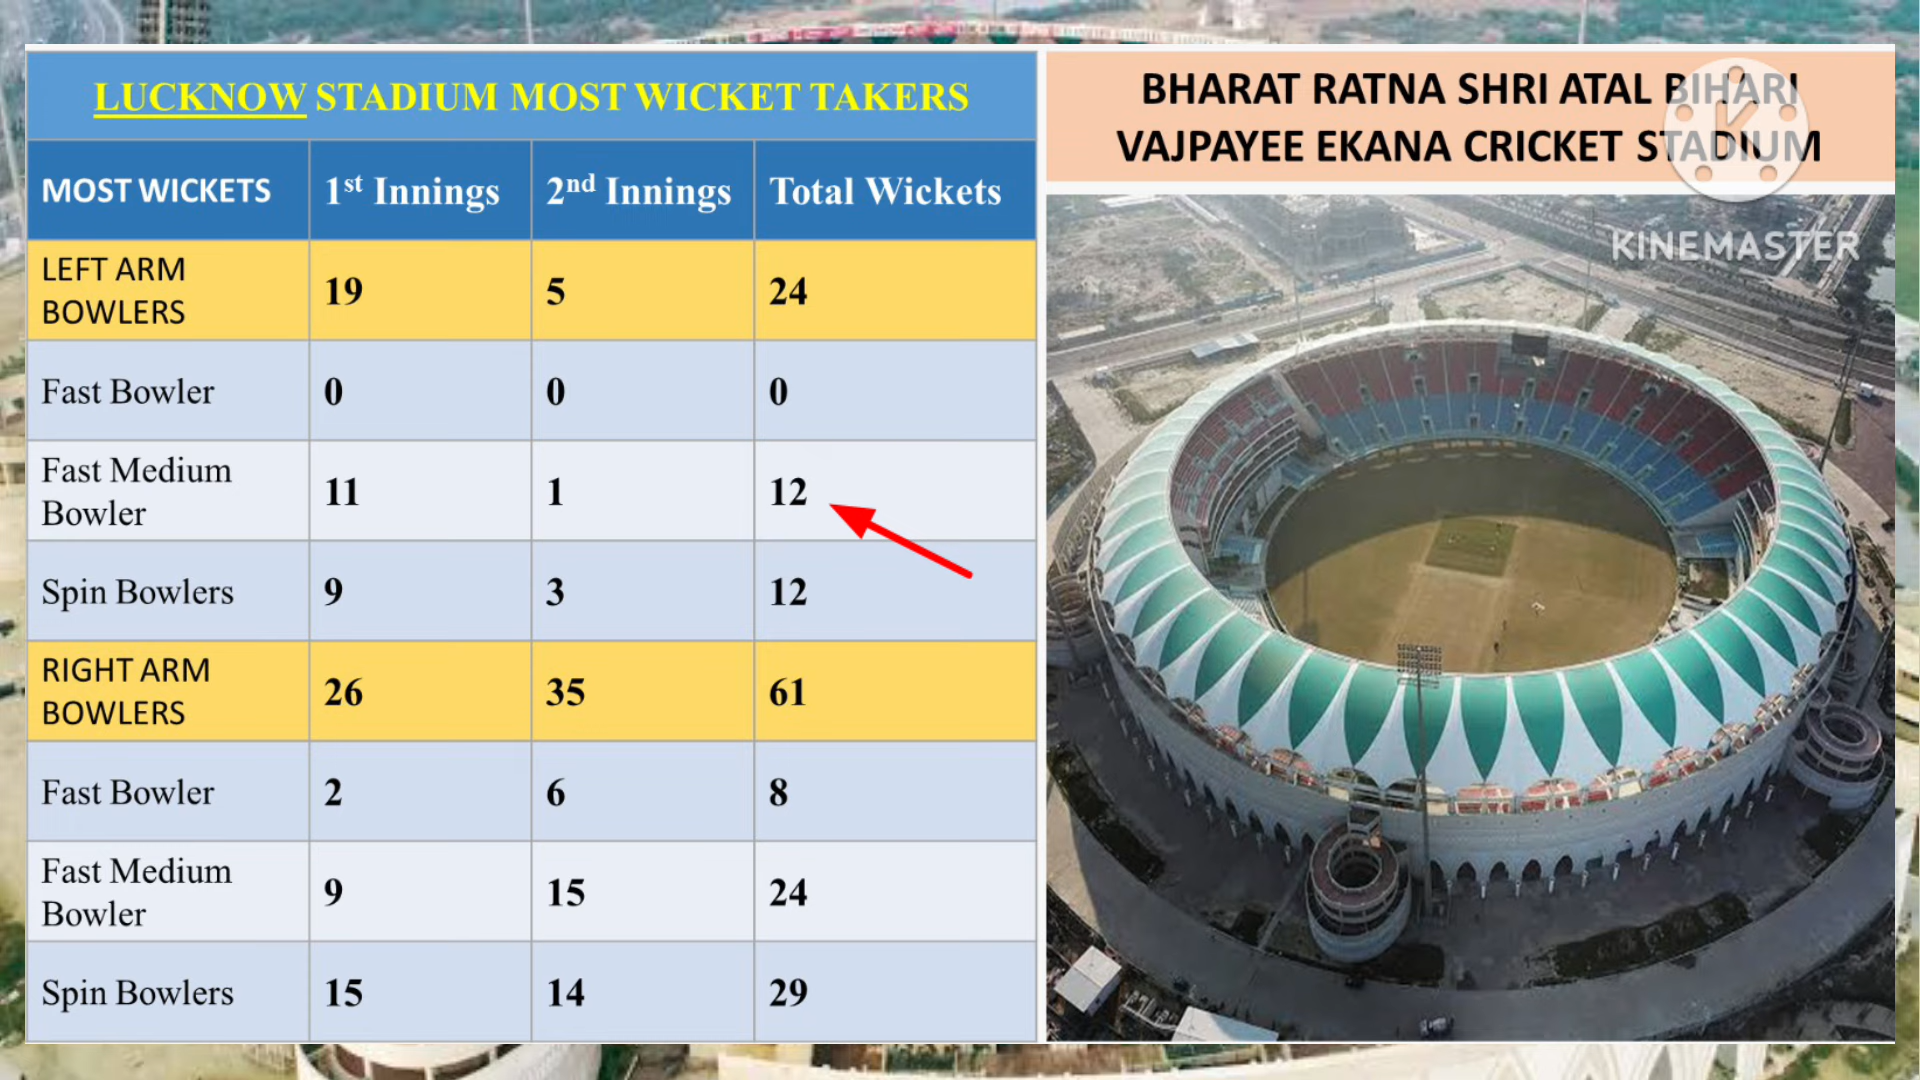 LUCKNOW STADIUM MOST WICKET TAKERS
MOST WICKETS 1st Innings 2nd Innings Total Wickets
LEFT ARM
BOWLERS 19 5 24
Fast Bowler 0 0 0
Fast Medium
Bowler 11 1 12
Spin Bowlers 9 3 12
RIGHT ARM
BOWLERS 26 35 61
Fast Bowler 2 6 8
Fast Medium
Bowler 9 15 24
Spin Bowlers 15 14 29
BHARAT RATNA SHRI ATAL BIHARI
VAJPAYEE EKANA CRICKET STADIUM
K
KINEMASTER